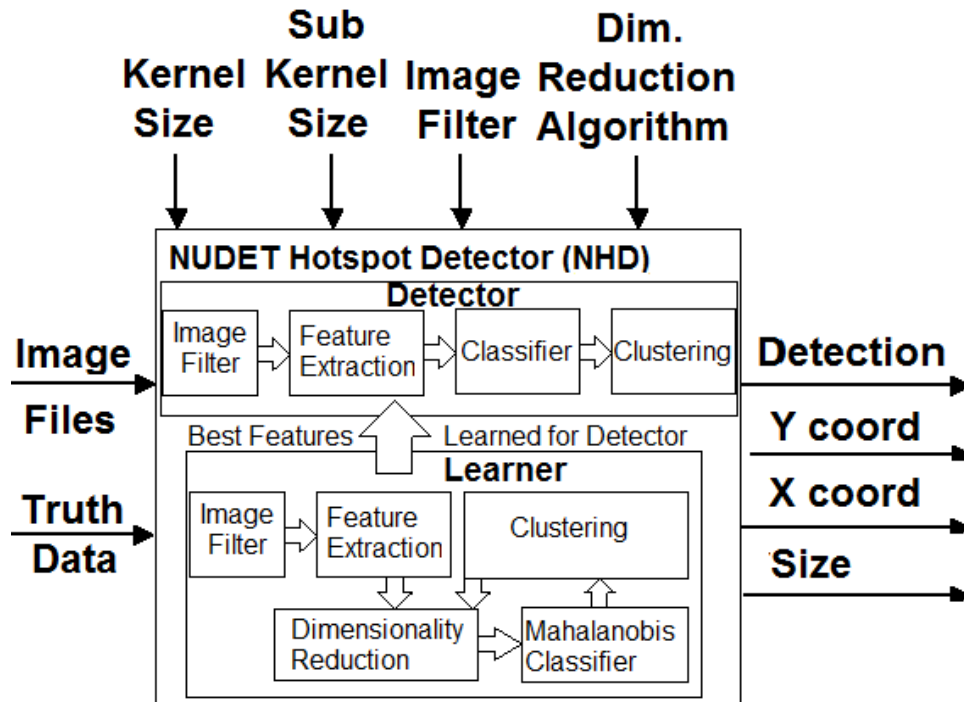 Kernel
Size
Sub
Kernel
Size
Image
Filter
Dim.
Reduction
Algorithm
NUDET Hotspot Detector (NHD)
Detector
Image
Filter
Feature
Extraction
Classifier
Clustering
Image
Files
Truth
Data
Best Features
Learned for Detector
Learner
Image
Filter
Feature
Extraction
Clustering
Dimensionality
Reduction
Mahalanobis
Classifier
Detection
Y coord
X coord
Size